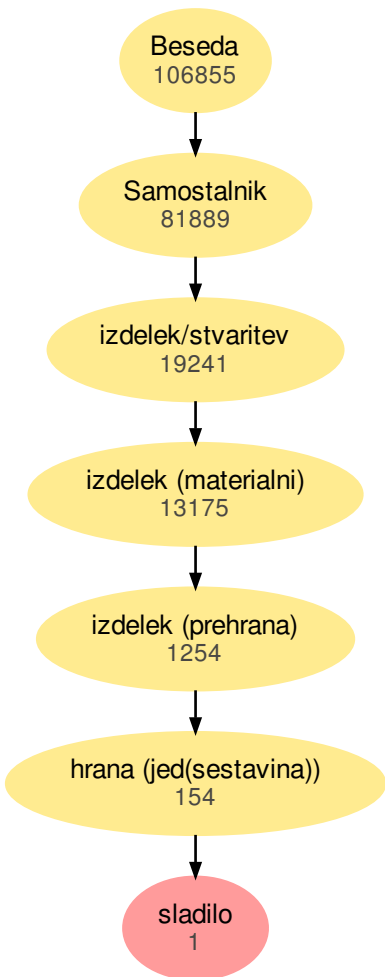 Beseda
106855
Samostalnik
81889
izdelek/stvaritev
19241
izdelek (materialni)
13175
izdelek (prehrana)
1254
hrana (jed(sestavina))
154
sladilo
1